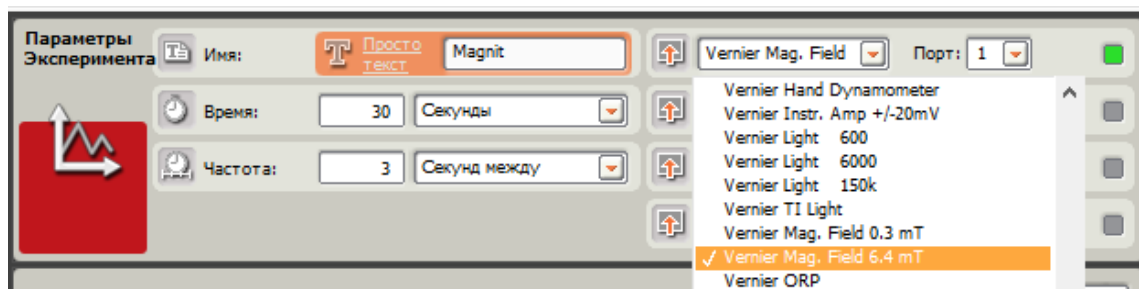 Параметры
Эксперимента
Имя:
Просто
текст
Magnit
Vernier Mag. Field
Порт:
1
Время:
30
Секунды
Частота:
3
Секунд между
Vernier Hand Dynamometer
Vernier Instr. Amp +/-20mV
Vernier Light 600
Vernier Light 6000
Vernier Light 150k
Vernier TI Light
Vernier Mag. Field 0.3 mT
✓ Vernier Mag. Field 6.4 mT
Vernier ORP